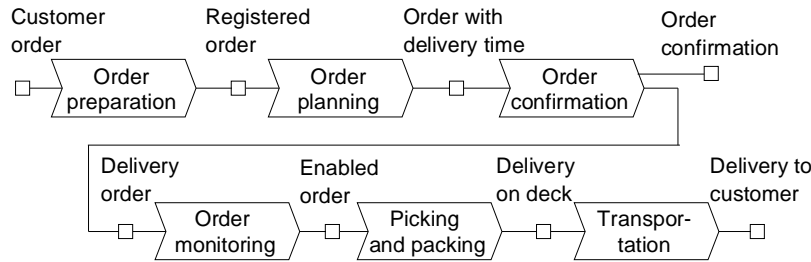 Customer
order
Registered
order
Order with
delivery time
Order
confirmation
Order
preparation
Order
planning
Order
confirmation
Delivery
order
Enabled
order
Delivery
on deck
Delivery to
customer
Order
monitoring
Picking
and packing
Transpor-
tation